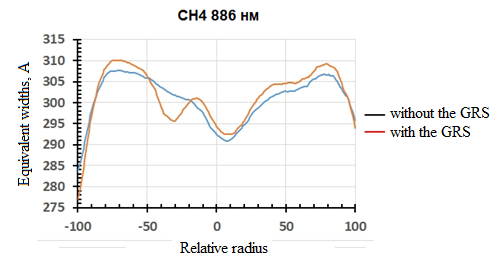 CH4 886 нм
Equivalent widths, A
315
310
305
300
295
290
285
280
275
-100
-50
0
50
100
Relative radius
without the GRS
with the GRS